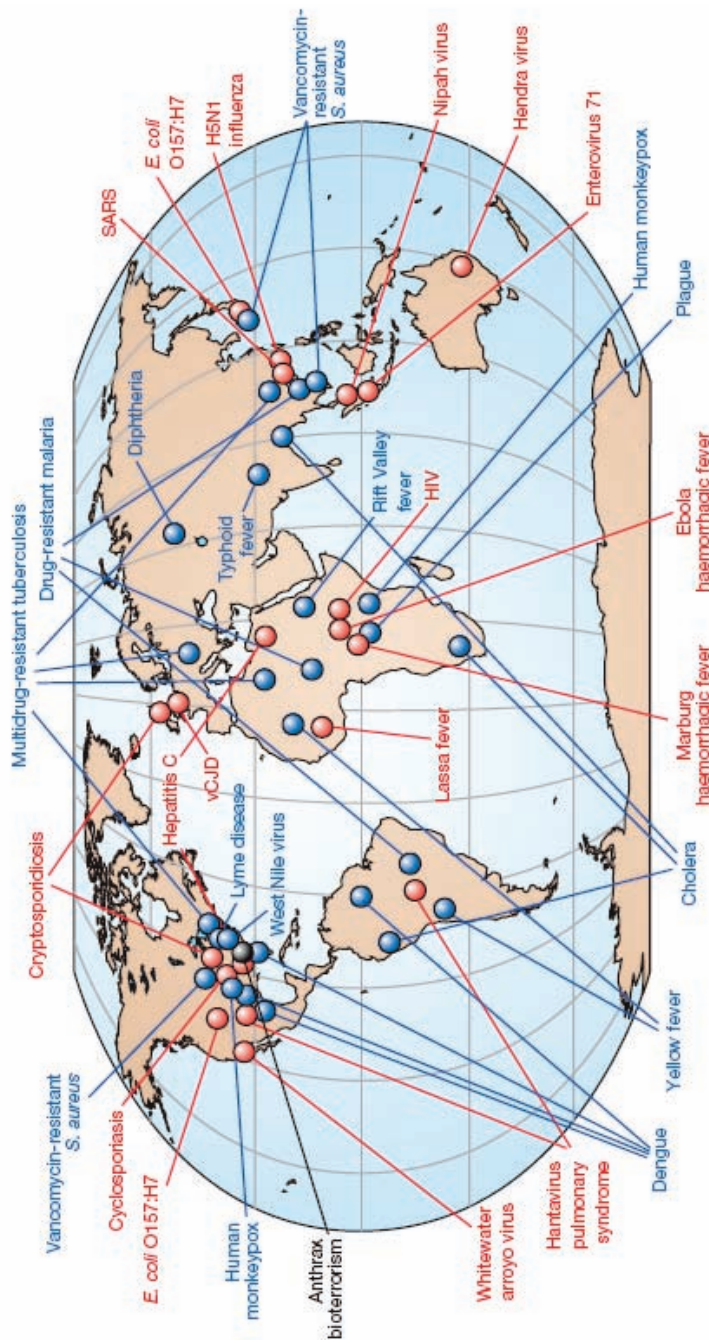 Multidrug-resistant tuberculosis
Drug-resistant malaria
Cryptosporidiosis
Diphtheria
SARS
E. coli
O157:H7
H5N1
influenza
Vancomycin-
resistant
S. aureus
Vancomycin-resistant
S. aureus
Cyclosporiasis
E. coli O157:H7
Human
monkeypox
Anthrax
bioterrorism
Whitewater
arroyo virus
Hantavirus
pulmonary
syndrome
Dengue
Yellow fever
Cholera
Hepatitis C
vCJD
Lyme disease
West Nile virus
Typhoid
fever
Rift Valley
fever
HIV
Lassa fever
Marburg
haemorrhagic fever
Ebola
haemorrhagic fever
Plague
Human monkeypox
Enterovirus 71
Hendra virus
Nipah virus